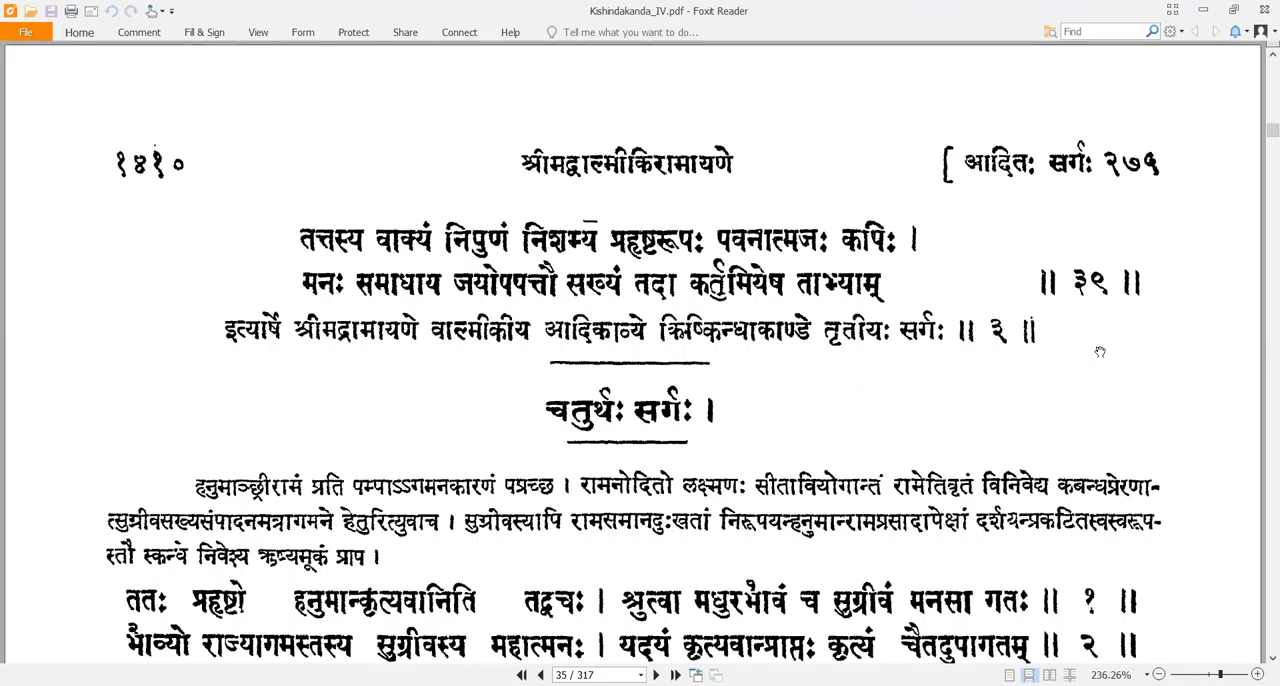 Kishindakanda_IV.pdf - Foxit Reader
File Home Comment Fill & Sign View Form Protect Share Connect Help Tell me what you want to do... Find
१४१० श्रीमद्वाल्मीकिरामायणे [ आदितः सर्गः २७५
तत्तस्य वाक्यं निपुणं निशम्य प्रहृष्टरूपः पवनात्मजः कपिः ।
मनः समाधाय जयोपपत्तौ सख्यं तदा कर्तुमियेष ताभ्याम् ॥ ३९ ॥
इत्यार्षे श्रीमद्रामायणे वाल्मीकीय आदिकाव्ये किष्किन्धाकाण्डे तृतीयः सर्गः ॥ ३ ॥
चतुर्थः सर्गः ।
हनुमाञ्छ्रीरामं प्रति पम्पाऽऽगमनकारणं पप्रच्छ । रामनोदितो लक्ष्मणः सीतावियोगान्तं रामेतिवृतं विनिवेद्य कबन्धप्रेरणा-
त्सुग्रीवसख्यसंपादनमत्रागमने हेतुरित्युवाच । सुग्रीवस्यापि रामसमानदुःखतां निरूपयन्हनुमान्रामप्रसादापेक्षां दर्शयन्प्रकटितस्वस्वरूप-
स्तौ स्कन्धे निवेश्य ऋष्यमूकं प्राप ।
ततः प्रहृष्टो हनुमान्कृत्यवानिति तद्वचः । श्रुत्वा मधुरभावं च सुग्रीवं मनसा गतः ॥ १ ॥
भाव्यो राज्यागमस्तस्य सुग्रीवस्य महात्मनः । यदयं कृत्यवान्प्राप्तः कृत्यं चैतदुपागतम् ॥ २ ॥
35 / 317 236.26%